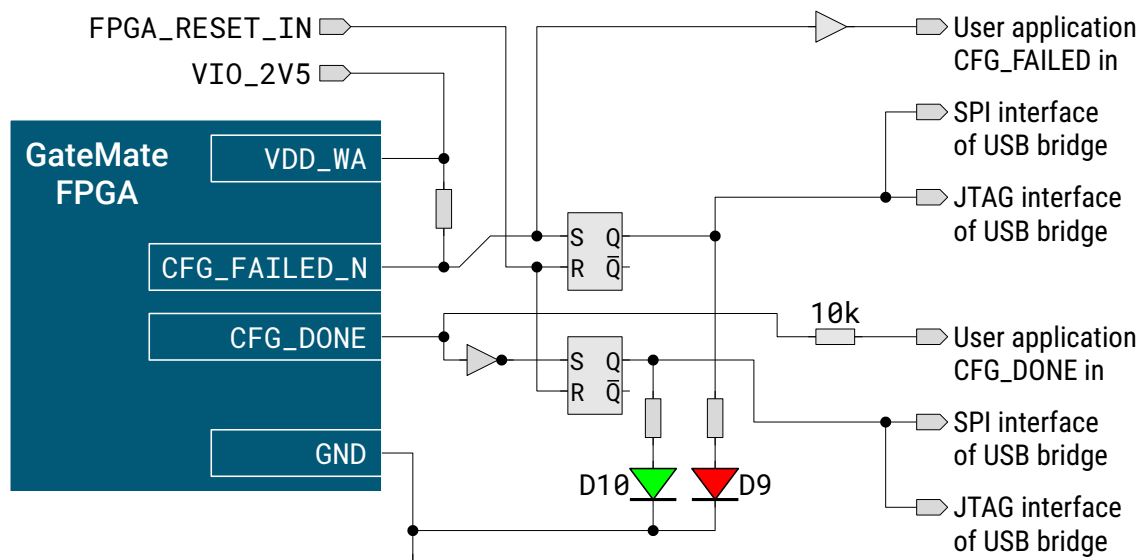 FPGA_RESET_IN
User application
CFG_FAILED in
VIO_2V5
SPI interface
of USB bridge
GateMate
FPGA
VDD_WA
JTAG interface
of USB bridge
S Q
R Q̅
CFG_FAILED_N
10k
CFG_DONE
User application
CFG_DONE in
S Q
R Q̅
SPI interface
of USB bridge
GND
D10
D9
JTAG interface
of USB bridge